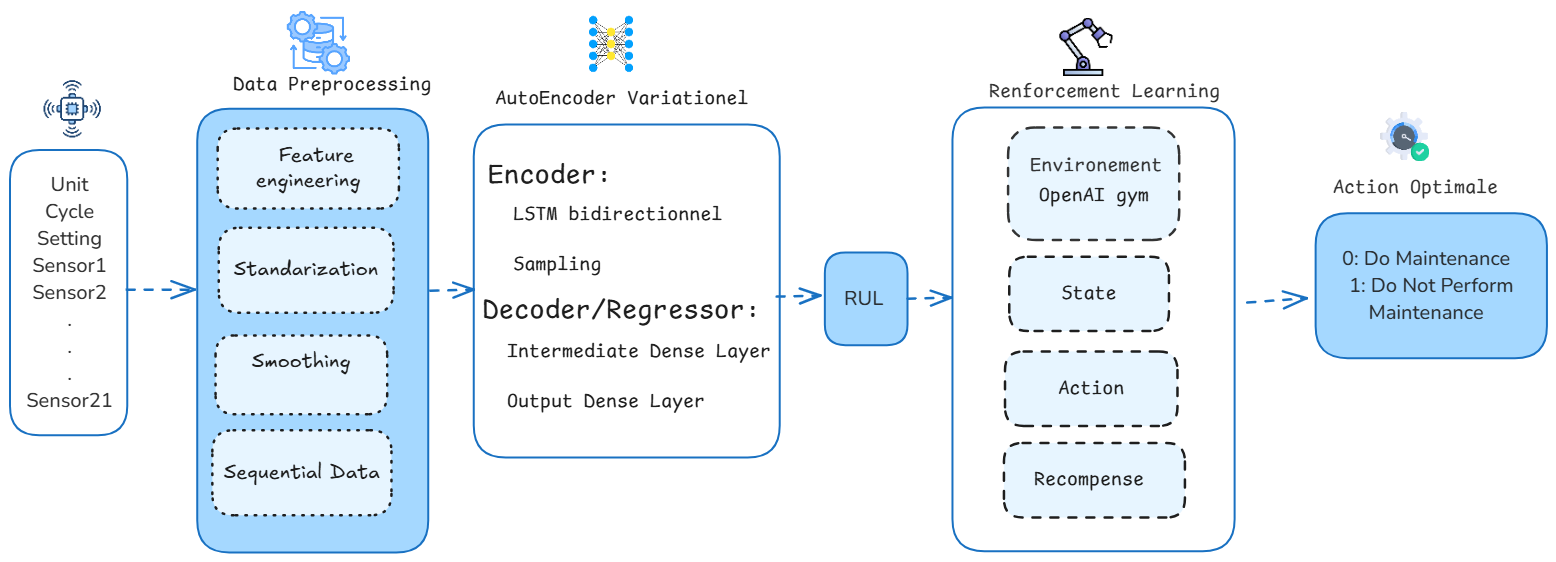 Unit
Cycle
Setting
Sensor1
Sensor2
.
.
.
Sensor21
Data Preprocessing
Feature
engineering
Standarization
Smoothing
Sequential Data
AutoEncoder Variationel
Encoder:
LSTM bidirectionnel
Sampling
Decoder/Regressor:
Intermediate Dense Layer
Output Dense Layer
RUL
Renforcement Learning
Environement
OpenAI gym
State
Action
Recompense
Action Optimale
0: Do Maintenance
1: Do Not Perform
Maintenance